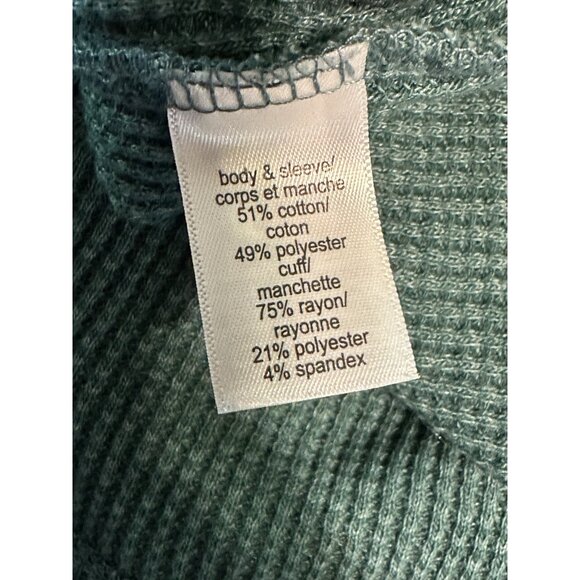 body & sleeve/
corps et manche
51% cotton/
coton
49% polyester
cuff/
manchette
75% rayon/
rayonne
21% polyester
4% spandex